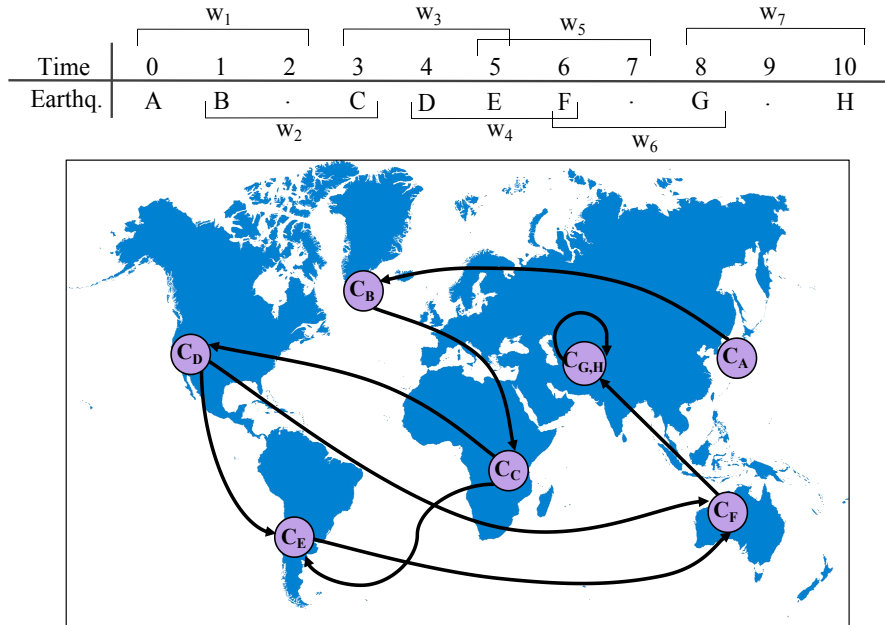 w1 w3 w5 w7
Time 0 1 2 3 4 5 6 7 8 9 10
Earthq. A B . C D E F . G . H
w2 w4 w6
CB
CD
CG,H
CA
CC
CF
CE